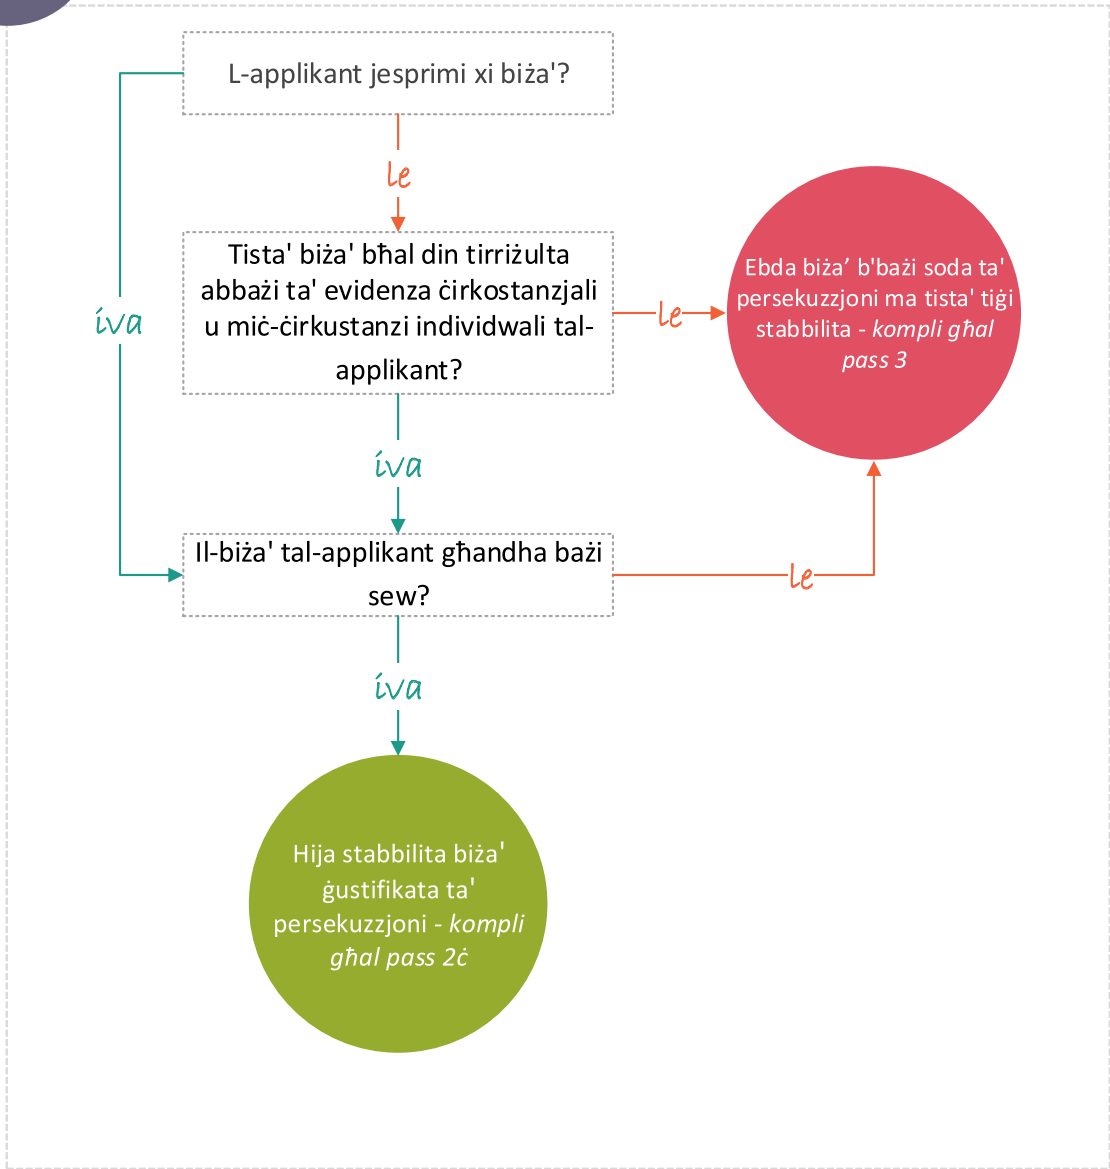 L-applikant jesprimi xi biża'?
le
Tista' biża' bħal din tirriżulta
abbażi ta' evidenza ċirkostanzjali
u miċ-ċirkustanzi individwali tal-
applikant?
le
Ebda biża’ b'bażi soda ta'
persekuzzjoni ma tista' tiġi
stabbilita - kompli għal
pass 3
iva
iva
Il-biża' tal-applikant għandha bażi
sew?
le
iva
Hija stabbilita biża'
ġustifikata ta'
persekuzzjoni - kompli
għal pass 2ċ